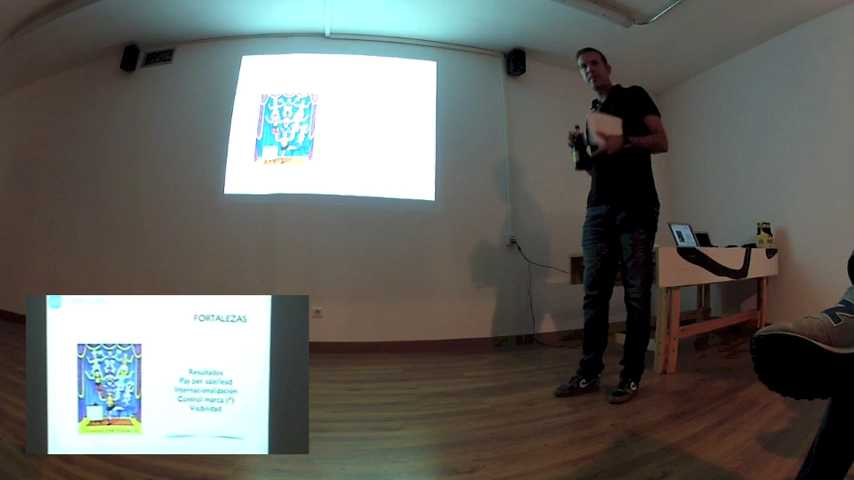 FORTALEZAS
Resultados
Pay per sale/lead
Internacionalización
Control marca (*)
Visibilidad